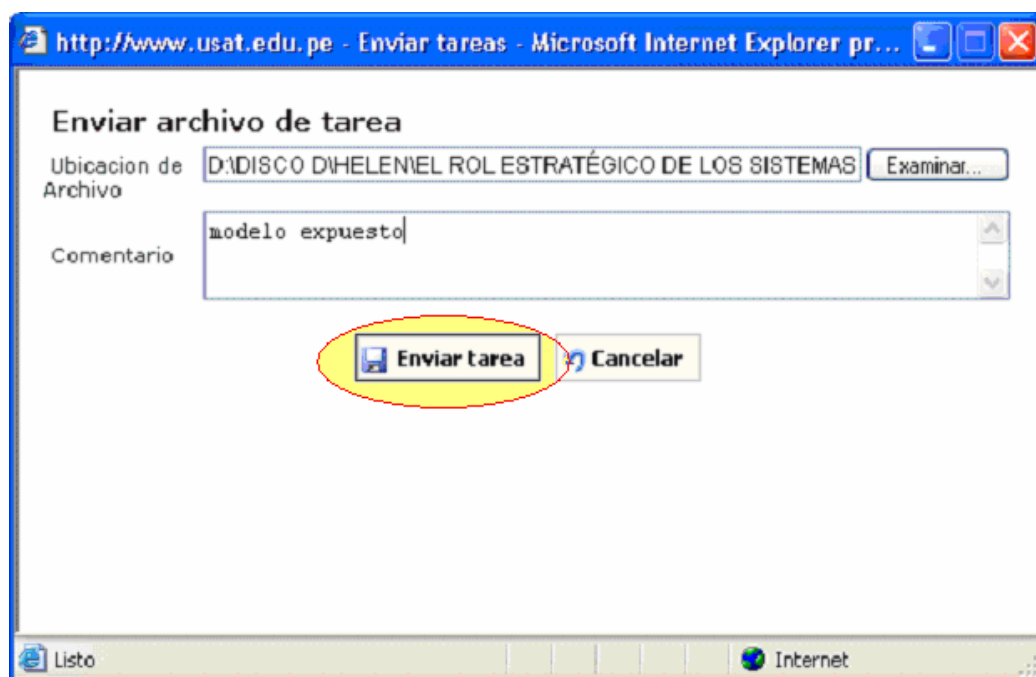 http://www.usat.edu.pe - Enviar tareas - Microsoft Internet Explorer pr...
Enviar archivo de tarea
Ubicacion de Archivo
D:\DISCO D\HELEN\EL ROL ESTRATÉGICO DE LOS SISTEMAS
Examinar...
Comentario
modelo expuesto
Enviar tarea
Cancelar
Listo
Internet